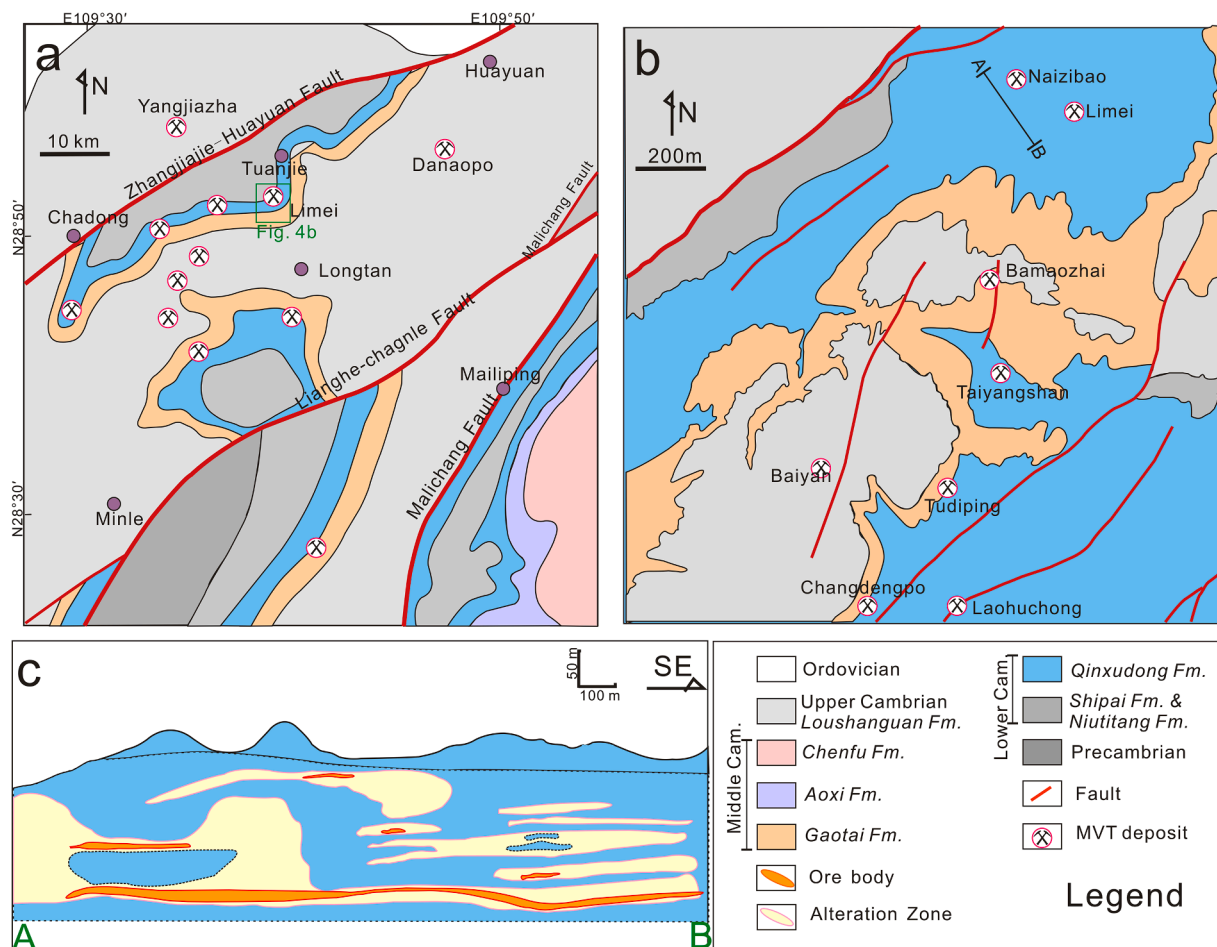 E109°30′
E109°50′
a
N
10 km
Huayuan
Yangjiazha
Zhangjiajie-Huayuan Fault
Danaopo
Tuanjie
Malichang Fault
Limei
Chadong
Fig. 4b
N28°50′
Longtan
Lianghe-chagnle Fault
Mailiping
Malichang Fault
N28°30′
Minle
b
N
200m
A
B
Naizibao
Limei
Bamaozhai
Taiyangshan
Baiyan
Tudiping
Changdengpo
Laohuchong
c
50 m
100 m
SE
A
B
Ordovician
Upper Cambrian
Loushanguan Fm.
Middle Cam.
Chenfu Fm.
Aoxi Fm.
Gaotai Fm.
Ore body
Alteration Zone
Lower Cam.
Qinxudong Fm.
Shipai Fm. &
Niutitang Fm.
Precambrian
Fault
MVT deposit
Legend